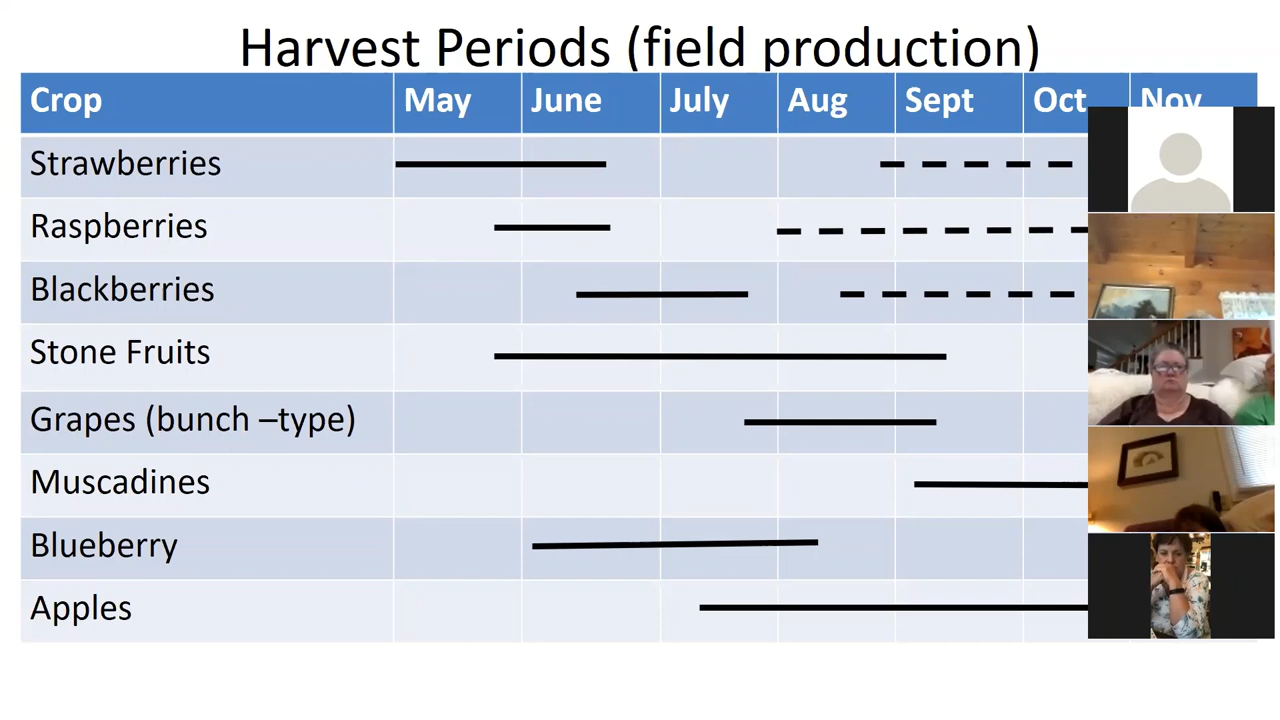 Harvest Periods (field production)
Crop May June July Aug Sept Oct Nov
Strawberries
Raspberries
Blackberries
Stone Fruits
Grapes (bunch –type)
Muscadines
Blueberry
Apples